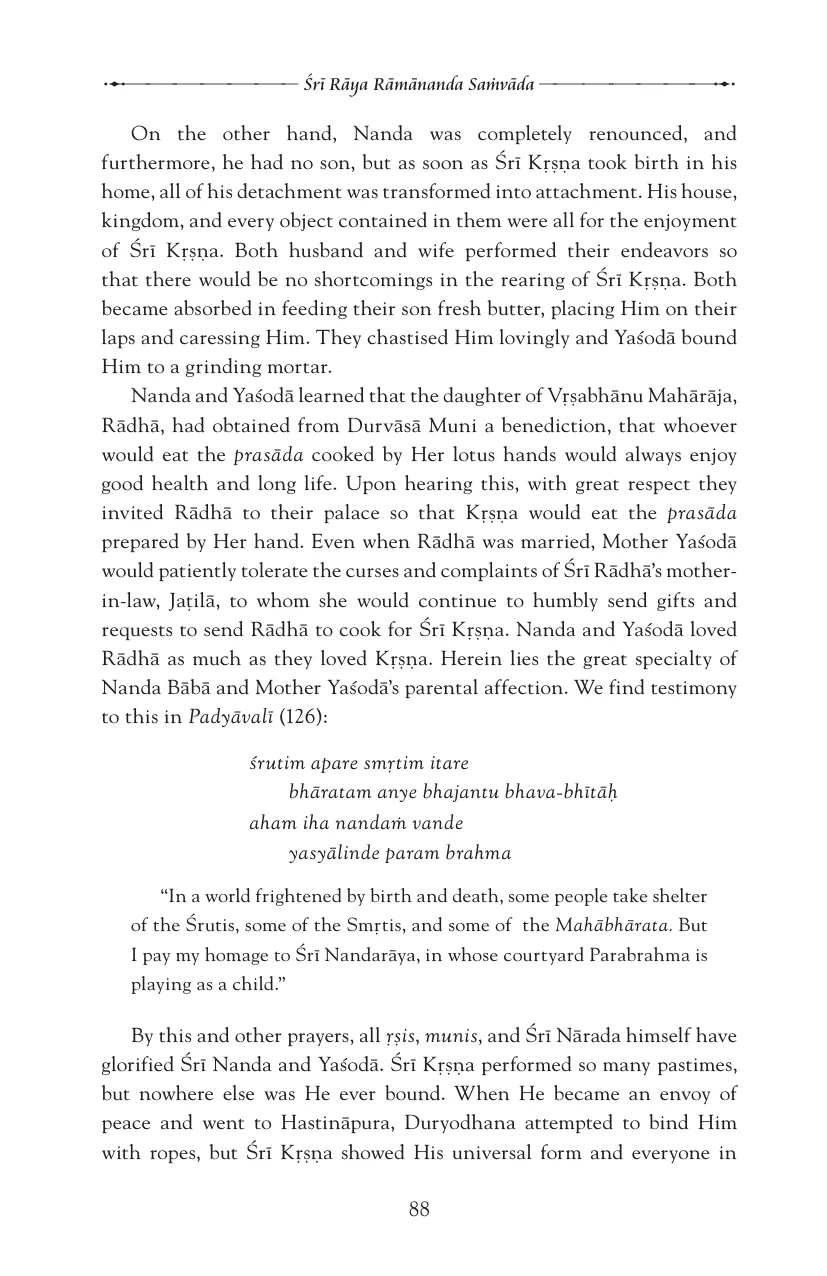 Śrī Rāya Rāmānanda Saṁvāda
On the other hand, Nanda was completely renounced, and
furthermore, he had no son, but as soon as Śrī Kṛṣṇa took birth in his
home, all of his detachment was transformed into attachment. His house,
kingdom, and every object contained in them were all for the enjoyment
of Śrī Kṛṣṇa. Both husband and wife performed their endeavors so
that there would be no shortcomings in the rearing of Śrī Kṛṣṇa. Both
became absorbed in feeding their son fresh butter, placing Him on their
laps and caressing Him. They chastised Him lovingly and Yaśodā bound
Him to a grinding mortar.
Nanda and Yaśodā learned that the daughter of Vṛṣabhānu Mahārāja,
Rādhā, had obtained from Durvāsā Muni a benediction, that whoever
would eat the prasāda cooked by Her lotus hands would always enjoy
good health and long life. Upon hearing this, with great respect they
invited Rādhā to their palace so that Kṛṣṇa would eat the prasāda
prepared by Her hand. Even when Rādhā was married, Mother Yaśodā
would patiently tolerate the curses and complaints of Śrī Rādhā’s mother-
in-law, Jaṭilā, to whom she would continue to humbly send gifts and
requests to send Rādhā to cook for Śrī Kṛṣṇa. Nanda and Yaśodā loved
Rādhā as much as they loved Kṛṣṇa. Herein lies the great specialty of
Nanda Bābā and Mother Yaśodā’s parental affection. We find testimony
to this in Padyāvalī (126):
śrutim apare smṛtim itare
bhāratam anye bhajantu bhava-bhītāḥ
aham iha nandaṁ vande
yasyālinde param brahma
“In a world frightened by birth and death, some people take shelter
of the Śrutis, some of the Smṛtis, and some of the Mahābhārata. But
I pay my homage to Śrī Nandarāya, in whose courtyard Parabrahma is
playing as a child.”
By this and other prayers, all ṛṣis, munis, and Śrī Nārada himself have
glorified Śrī Nanda and Yaśodā. Śrī Kṛṣṇa performed so many pastimes,
but nowhere else was He ever bound. When He became an envoy of
peace and went to Hastināpura, Duryodhana attempted to bind Him
with ropes, but Śrī Kṛṣṇa showed His universal form and everyone in
88